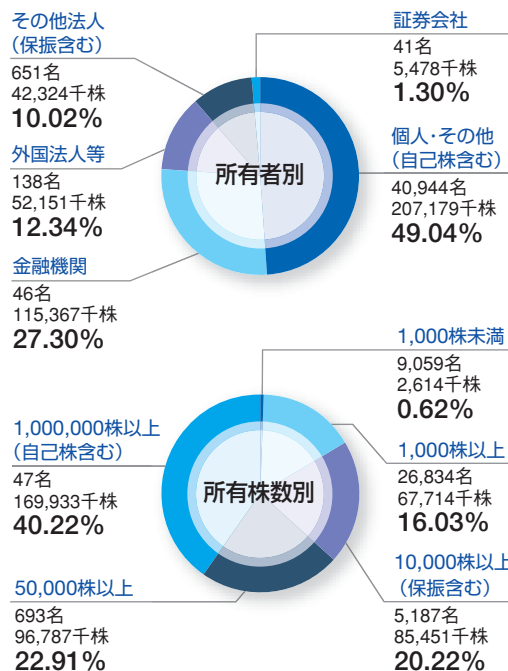 その他法人
（保振含む）
651名
42,324千株
10.02%
外国法人等
138名
52,151千株
12.34%
金融機関
46名
115,367千株
27.30%
証券会社
41名
5,478千株
1.30%
個人・その他
（自己株含む）
40,944名
207,179千株
49.04%
所有者別
1,000株未満
9,059名
2,614千株
0.62%
1,000株以上
26,834名
67,714千株
16.03%
10,000株以上
（保振含む）
5,187名
85,451千株
20.22%
1,000,000株以上
（自己株含む）
47名
169,933千株
40.22%
50,000株以上
693名
96,787千株
22.91%
所有株数別